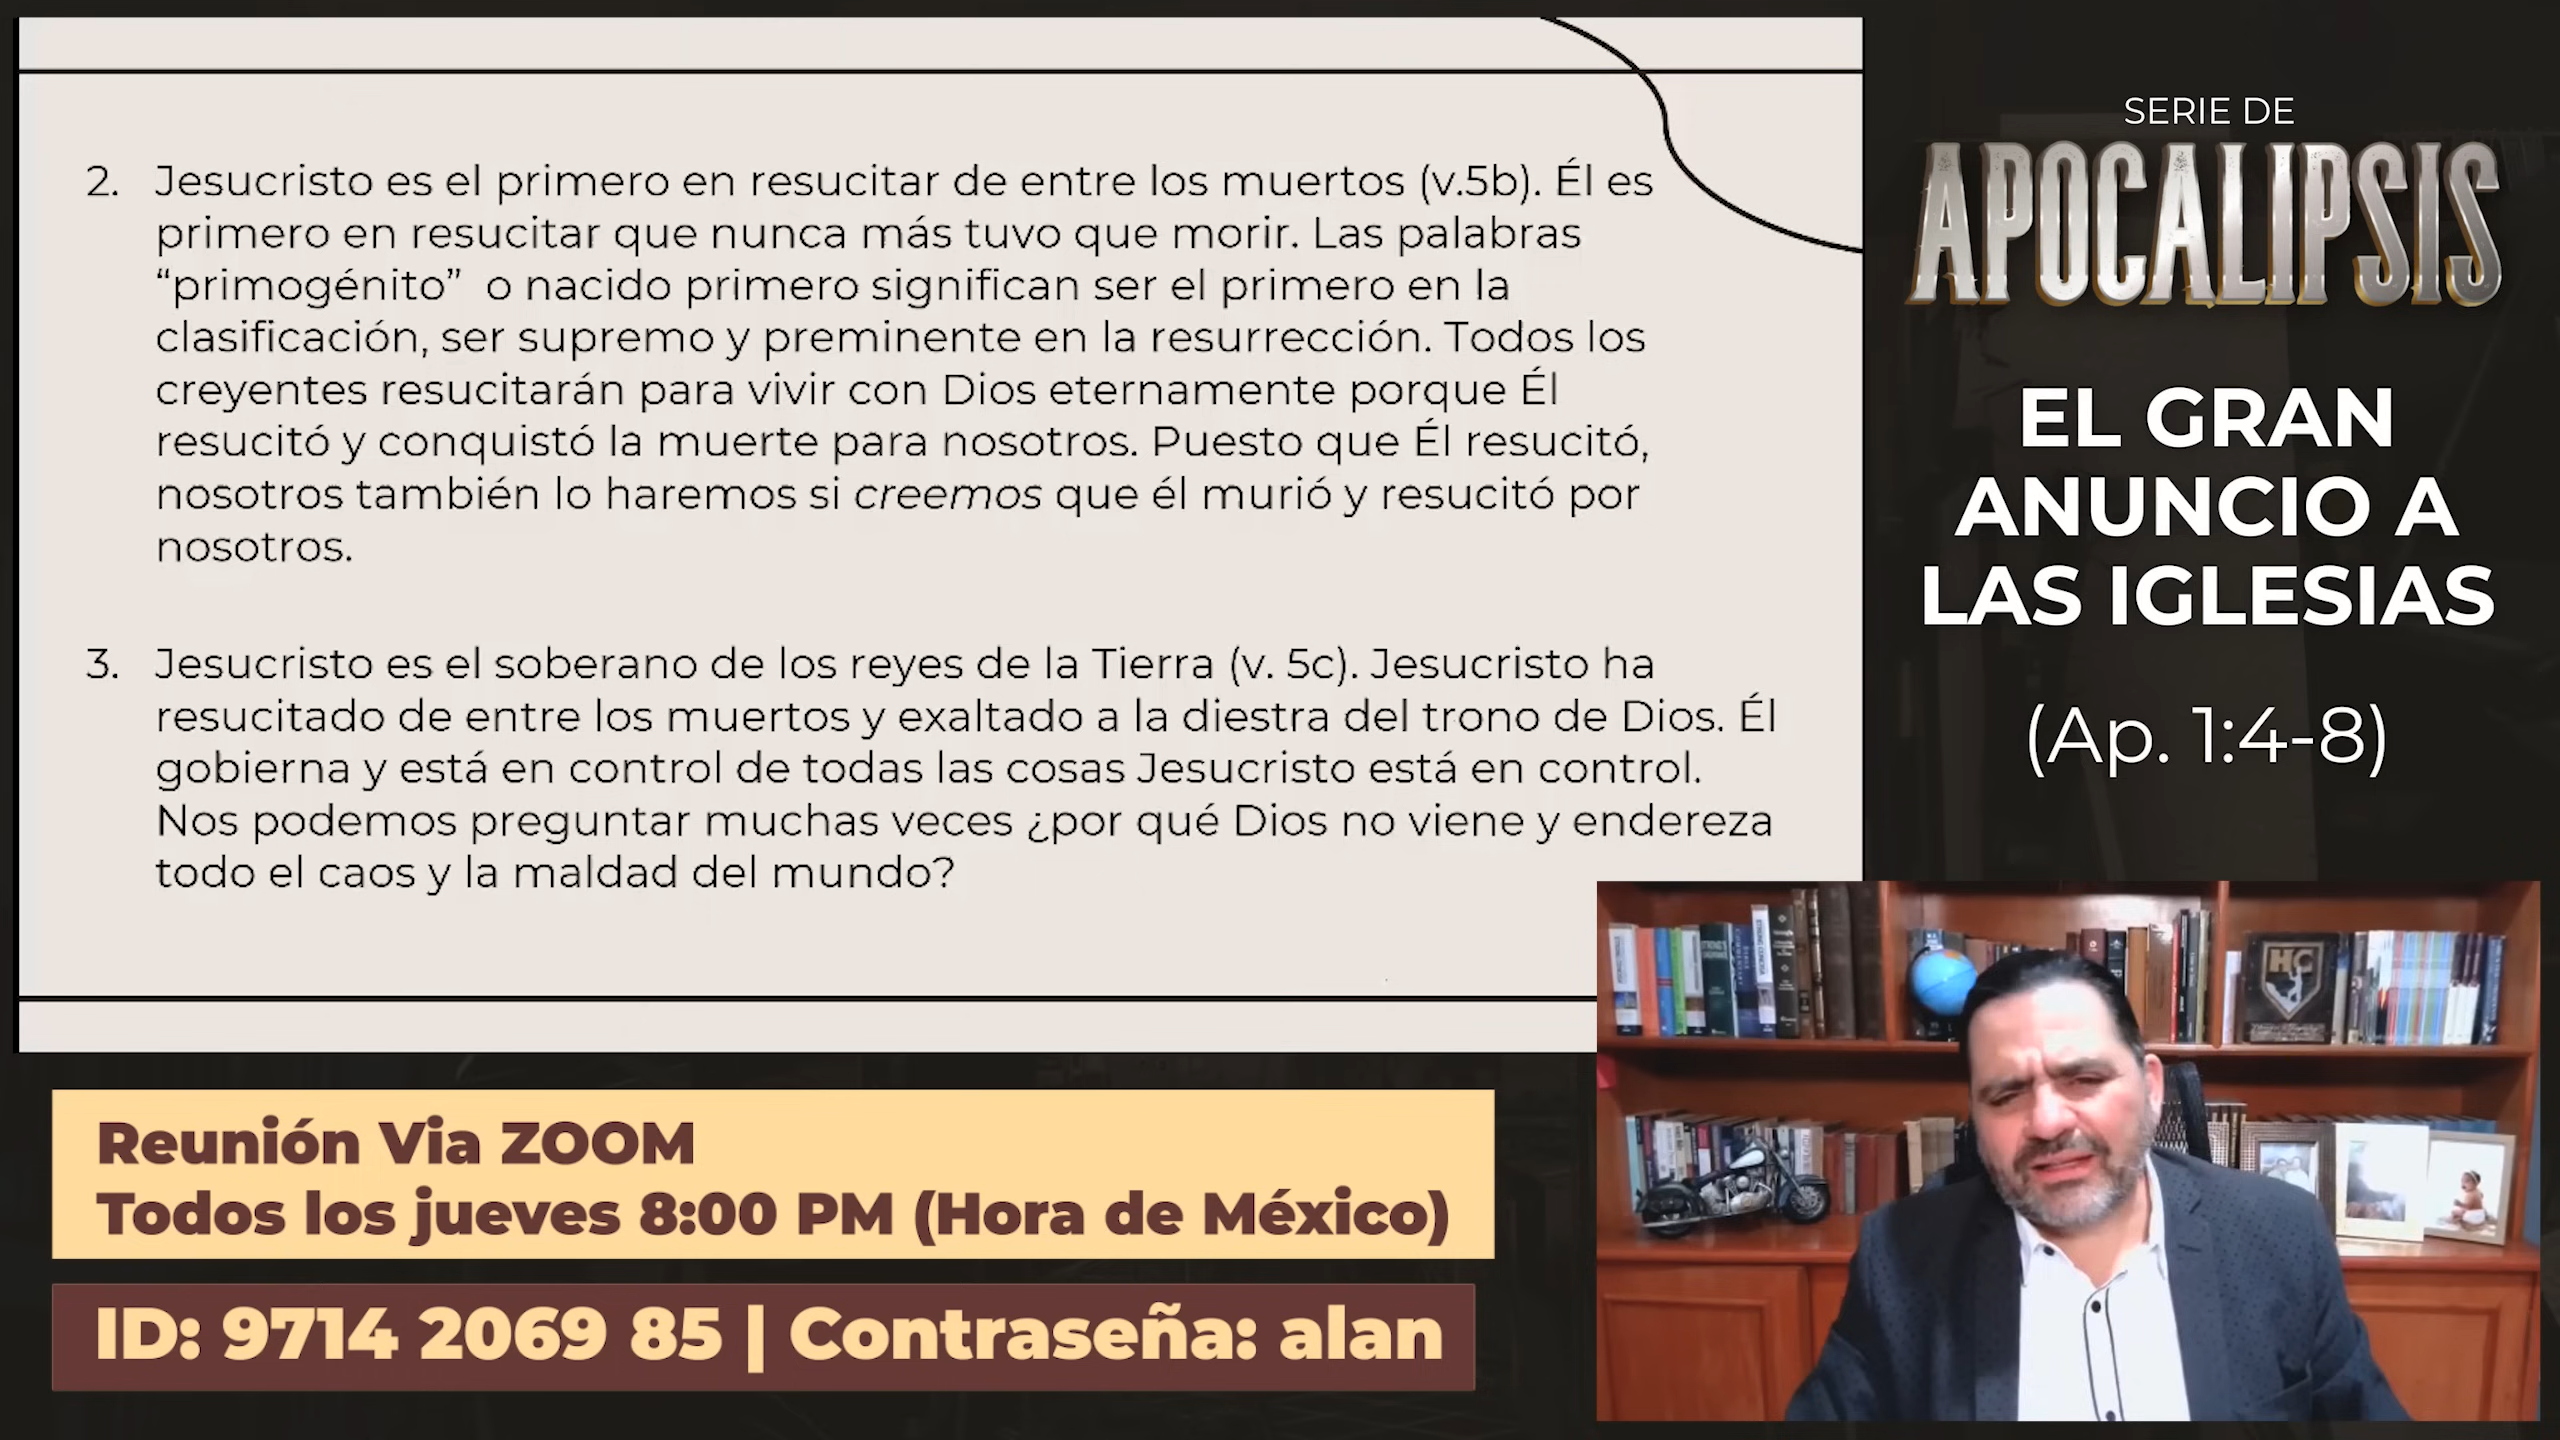 2. Jesucristo es el primero en resucitar de entre los muertos (v.5b). Él es
primero en resucitar que nunca más tuvo que morir. Las palabras
“primogénito”  o nacido primero significan ser el primero en la
clasificación, ser supremo y preminente en la resurrección. Todos los
creyentes resucitarán para vivir con Dios eternamente porque Él
resucitó y conquistó la muerte para nosotros. Puesto que Él resucitó,
nosotros también lo haremos si creemos que él murió y resucitó por
nosotros.
3. Jesucristo es el soberano de los reyes de la Tierra (v. 5c). Jesucristo ha
resucitado de entre los muertos y exaltado a la diestra del trono de Dios. Él
gobierna y está en control de todas las cosas Jesucristo está en control.
Nos podemos preguntar muchas veces ¿por qué Dios no viene y endereza
todo el caos y la maldad del mundo?
SERIE DE
APOCALIPSIS
EL GRAN
ANUNCIO A
LAS IGLESIAS
(Ap. 1:4-8)
Reunión Via ZOOM
Todos los jueves 8:00 PM (Hora de México)
ID: 9714 2069 85 | Contraseña: alan
HC